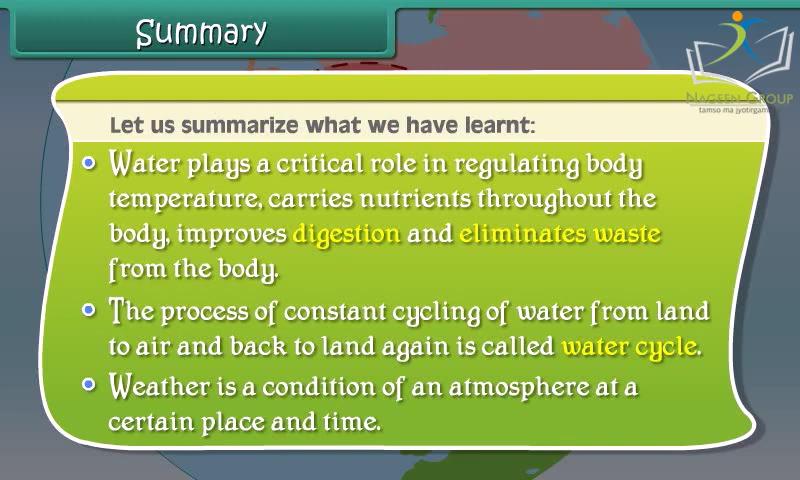 Summary
NAGEEN GROUP
tamso ma jyotirgamaya
Let us summarize what we have learnt:
Water plays a critical role in regulating body
temperature, carries nutrients throughout the
body, improves digestion and eliminates waste
from the body.
The process of constant cycling of water from land
to air and back to land again is called water cycle.
Weather is a condition of an atmosphere at a
certain place and time.